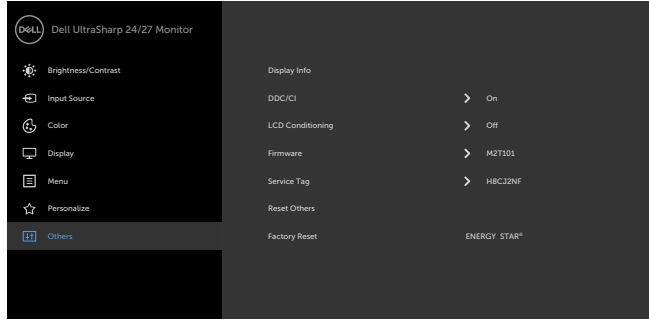 DELL Dell UltraSharp 24/27 Monitor
Brightness/Contrast Display Info
Input Source DDC/CI On
Color LCD Conditioning Off
Display Firmware M2T101
Menu Service Tag H8CJ2NF
Personalize Reset Others
Others Factory Reset ENERGY STAR®